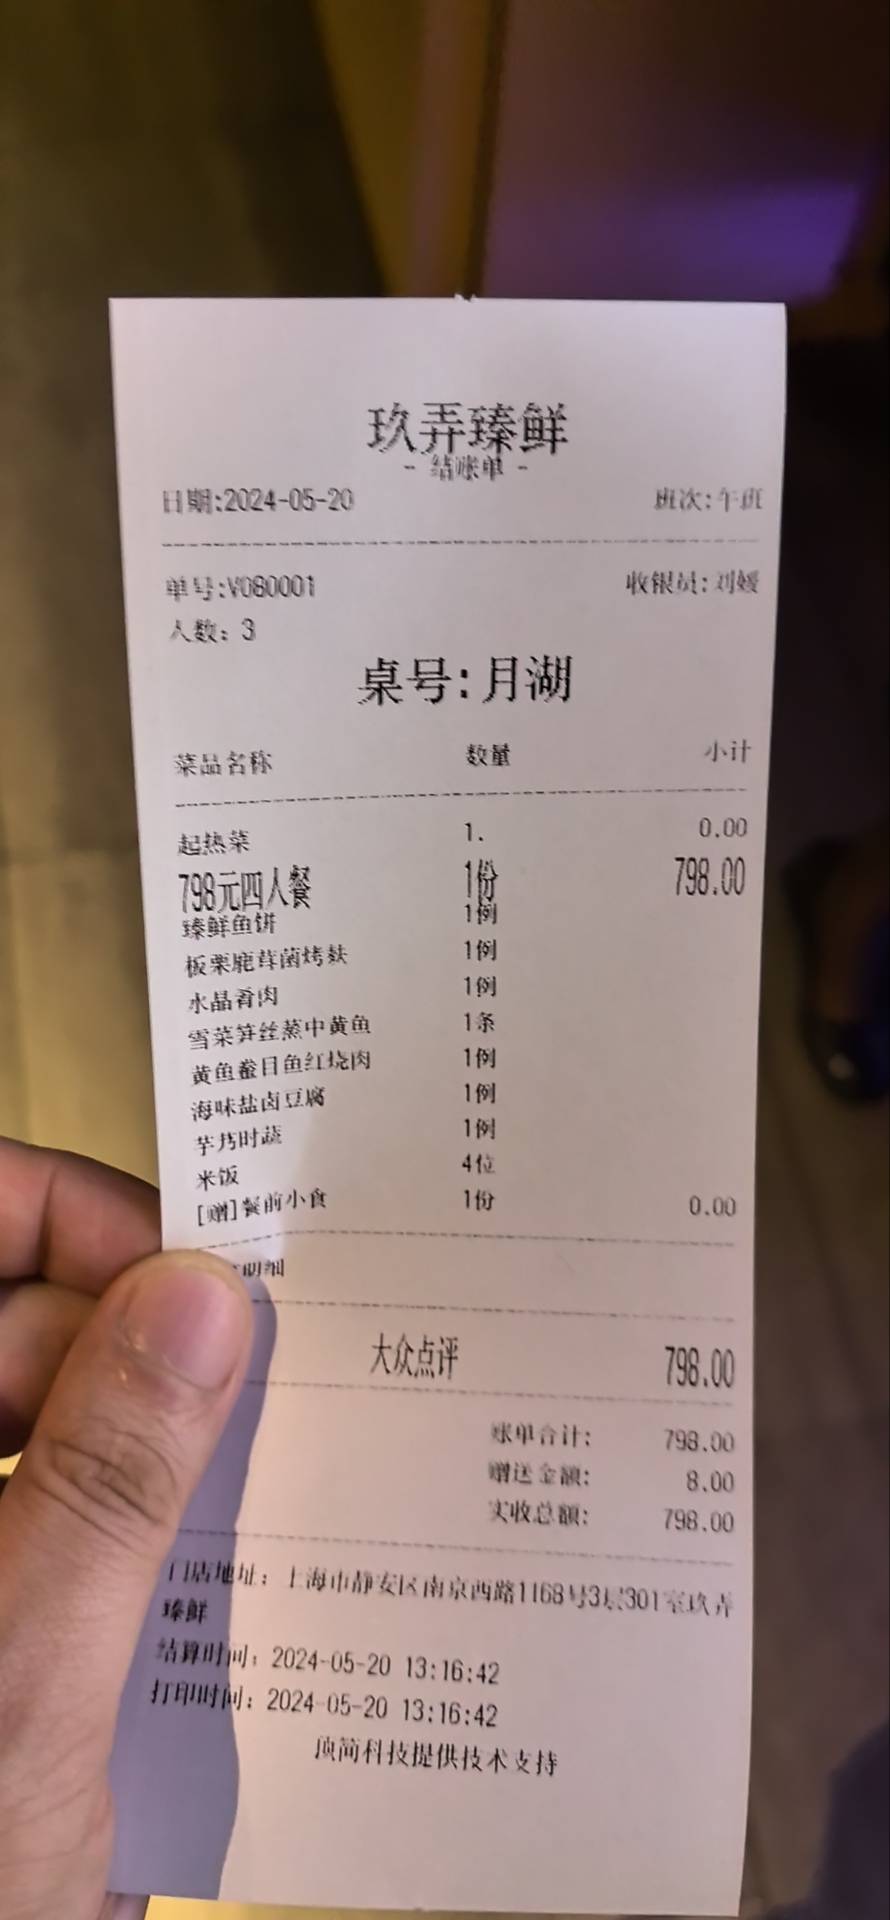 玖弄臻鲜
- 结账单 -
日期:2024-05-20 班次:午班
单号:V080001 收银员:刘媛
人数: 3
桌号:月湖
菜品名称 数量 小计
起热菜 1. 0.00
798元四人餐 1份 798.00
臻鲜鱼饼 1例
板栗鹿茸菌烤麸 1例
水晶肴肉 1例
雪菜笋丝蒸中黄鱼 1条
黄鱼鲞目鱼红烧肉 1例
海味盐卤豆腐 1例
芋艿时蔬 1例
米饭 4位
[赠]餐前小食 1份 0.00
明细
大众点评 798.00
账单合计: 798.00
赠送金额: 8.00
实收总额: 798.00
门店地址: 上海市静安区南京西路1168号3层301室玖弄
臻鲜
结算时间: 2024-05-20 13:16:42
打印时间: 2024-05-20 13:16:42
顶简科技提供技术支持